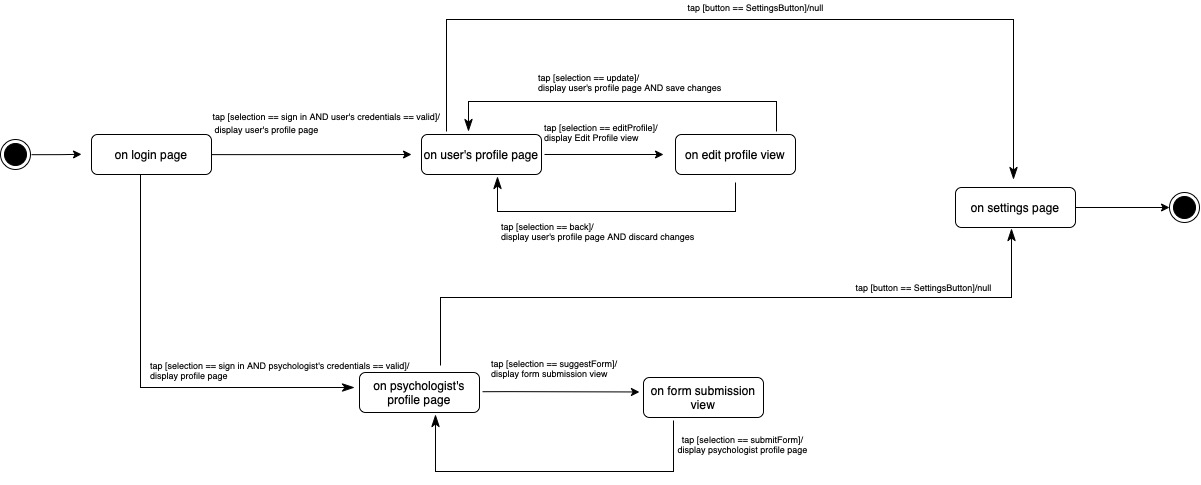 tap [button == SettingsButton]/null
tap [selection == update]/
display user's profile page AND save changes
tap [selection == sign in AND user's credentials == valid]/
display user's profile page
tap [selection == editProfile]/
display Edit Profile view
on login page
on user's profile page
on edit profile view
on settings page
tap [selection == back]/
display user's profile page AND discard changes
tap [button == SettingsButton]/null
tap [selection == sign in AND psychologist's credentials == valid]/
display profile page
tap [selection == suggestForm]/
display form submission view
on psychologist's
profile page
on form submission
view
tap [selection == submitForm]/
display psychologist profile page